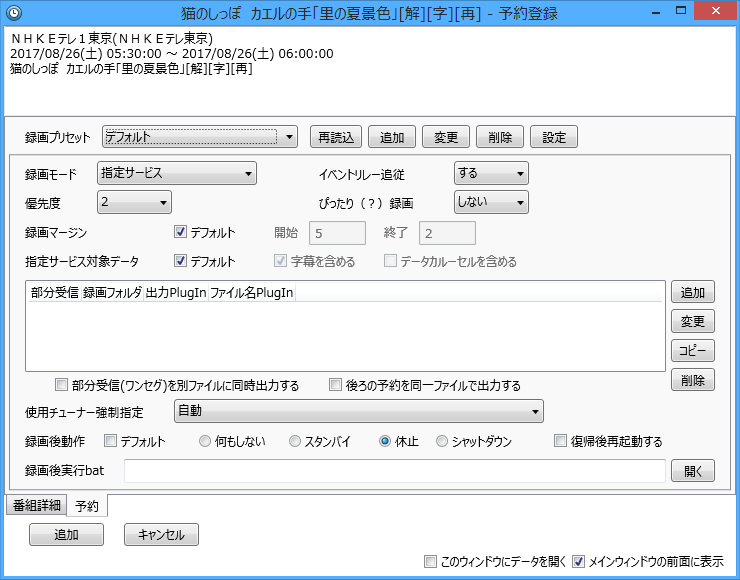 猫のしっぽ カエルの手「里の夏景色」[解][字][再] - 予約登録
ＮＨＫＥテレ１東京(ＮＨＫＥテレ東京)
2017/08/26(土) 05:30:00 ～ 2017/08/26(土) 06:00:00
猫のしっぽ カエルの手「里の夏景色」[解][字][再]
録画プリセット デフォルト 再読込 追加 変更 削除 設定
録画モード 指定サービス イベントリレー追従 する
優先度 2 ぴったり（？）録画 しない
録画マージン デフォルト 開始 5 終了 2
指定サービス対象データ デフォルト 字幕を含める データカルーセルを含める
部分受信 録画フォルダ 出力PlugIn ファイル名PlugIn
追加
変更
コピー
削除
部分受信(ワンセグ)を別ファイルに同時出力する 後ろの予約を同一ファイルで出力する
使用チューナー強制指定 自動
録画後動作 デフォルト 何もしない スタンバイ 休止 シャットダウン 復帰後再起動する
録画後実行bat 開く
番組詳細 予約
追加 キャンセル
このウィンドウにデータを開く メインウィンドウの前面に表示